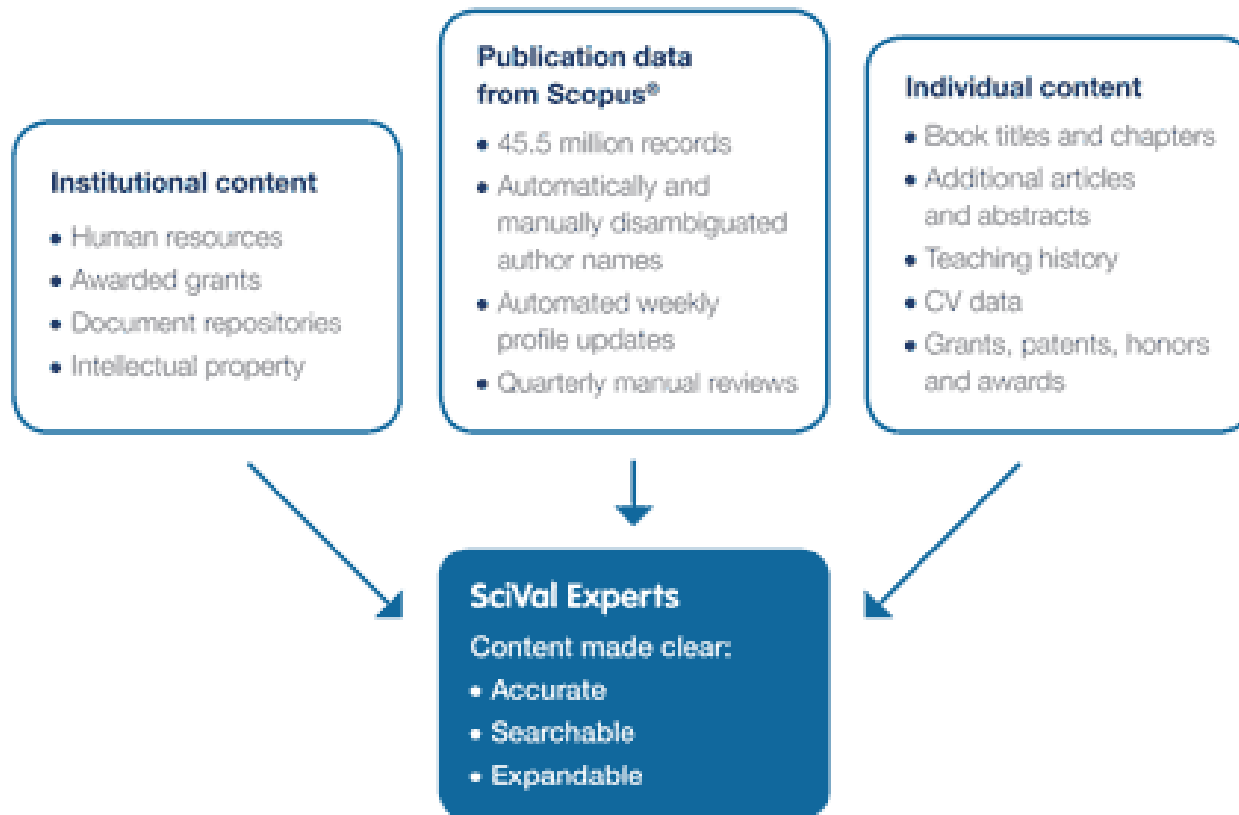 Institutional content
• Human resources
• Awarded grants
• Document repositories
• Intellectual property
Publication data
from Scopus®
• 45.5 million records
• Automatically and
manually disambiguated
author names
• Automated weekly
profile updates
• Quarterly manual reviews
Individual content
• Book titles and chapters
• Additional articles
and abstracts
• Teaching history
• CV data
• Grants, patents, honors
and awards
SciVal Experts
Content made clear:
• Accurate
• Searchable
• Expandable